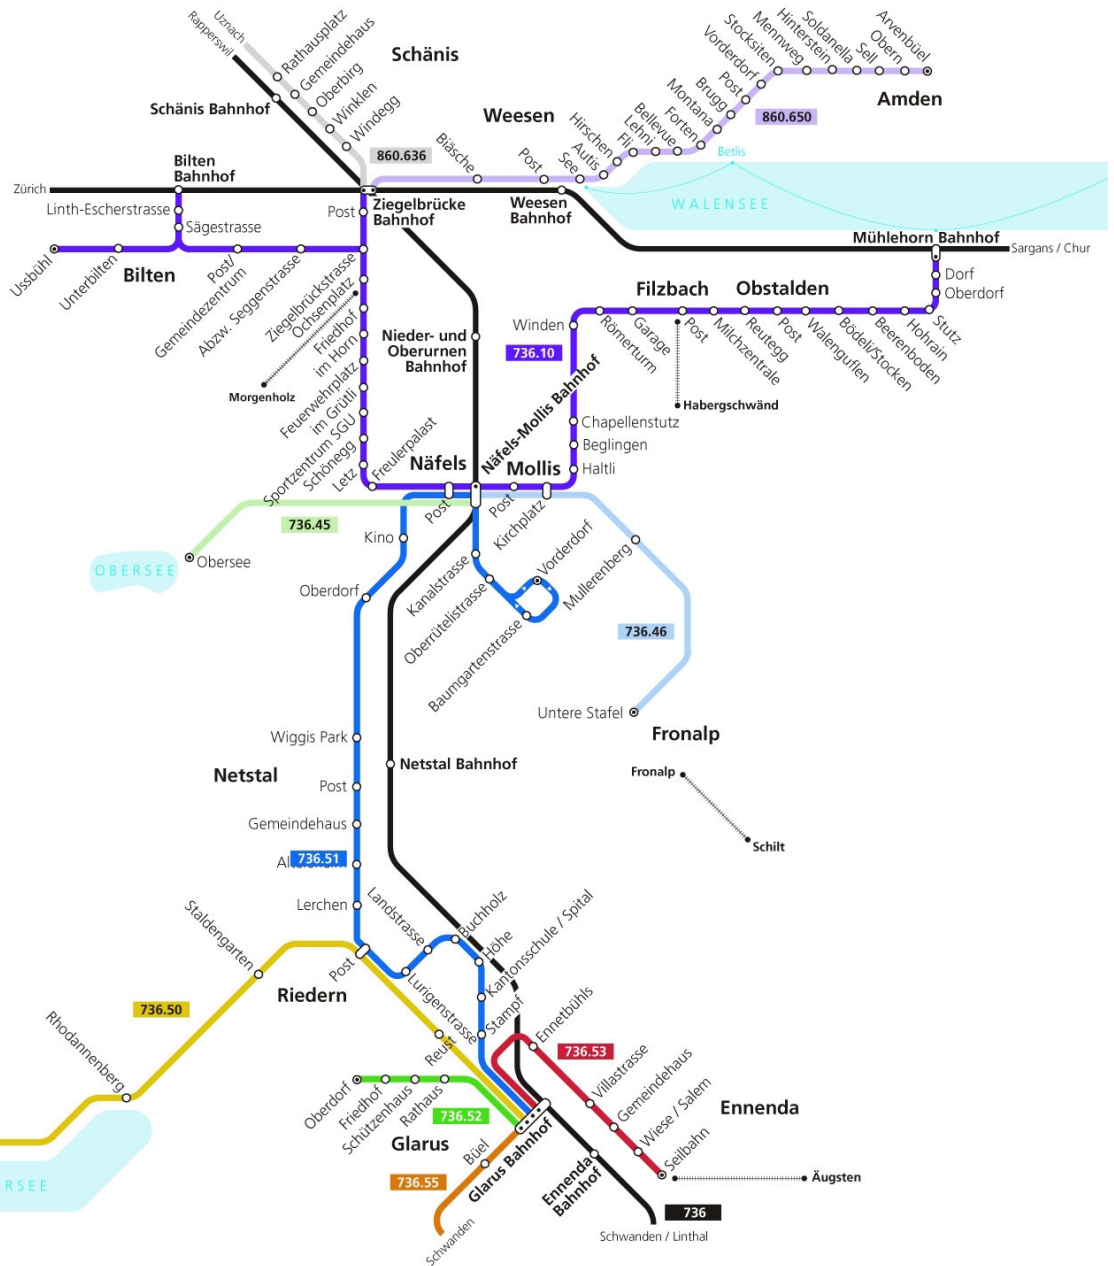 Uznach
Rapperswil
Rathausplatz
Gemeindehaus
Oberbirg
Winklen
Windegg
Schänis
Schänis Bahnhof
860.636
Weesen
Biäsche
Post
See
Autis
Hirschen
Fli
Lehni
Bellevue
Forten
Montana
Brugg
Post
Vorderdorf
Stocksiten
Mennweg
Hinterstein
Soldanella
Sell
Obern
Arvenbüel
Amden
860.650
Betlis
WALENSEE
Zürich
Bilten
Bahnhof
Linth-Escherstrasse
Sägestrasse
Post
Ziegelbrücke
Bahnhof
Weesen
Bahnhof
Mühlehorn Bahnhof
Sargans / Chur
Dorf
Oberdorf
Ussbühl
Unterbilten
Bilten
Post/
Gemeindezentrum
Abzw. Seggenstrasse
Ziegelbrückstrasse
Ochsenplatz
Friedhof
im Horn
Feuerwehrplatz
im Grütli
Sportzentrum SGU
Schönegg
Letz
Freulerpalast
Morgenholz
Nieder- und
Oberurnen
Bahnhof
Filzbach
Obstalden
Winden
736.10
Römerturm
Garage
Post
Milchzentrale
Reutegg
Post
Walenguflen
Bödeli/Stocken
Beerenboden
Hohrain
Stutz
Habergschwänd
Chapellenstutz
Beglingen
Haltli
Näfels
Näfels-Mollis Bahnhof
Mollis
Post
Post
Kirchplatz
736.45
Obersee
OBERSEE
Kino
Oberdorf
Kanalstrasse
Oberrütelistrasse
Baumgartenstrasse
Vorderdorf
Mullerenberg
736.46
Untere Stafel
Fronalp
Fronalp
Schilt
Wiggis Park
Netstal
Netstal Bahnhof
Post
Gemeindehaus
736.51
Lerchen
Landstrasse
Buchholz
Höhe
Kantonsschule / Spital
Stampf
Lurigenstrasse
Staldengarten
Post
Riedern
736.50
Rhodannenberg
Reust
RSEE
Oberdorf
Friedhof
Schützenhaus
Rathaus
736.52
Glarus
Büel
736.55
Schwanden
Glarus Bahnhof
Ennetbühls
736.53
Villastrasse
Gemeindehaus
Wiese / Salem
Seilbahn
Ennenda
Äugsten
Ennenda
Bahnhof
736
Schwanden / Linthal